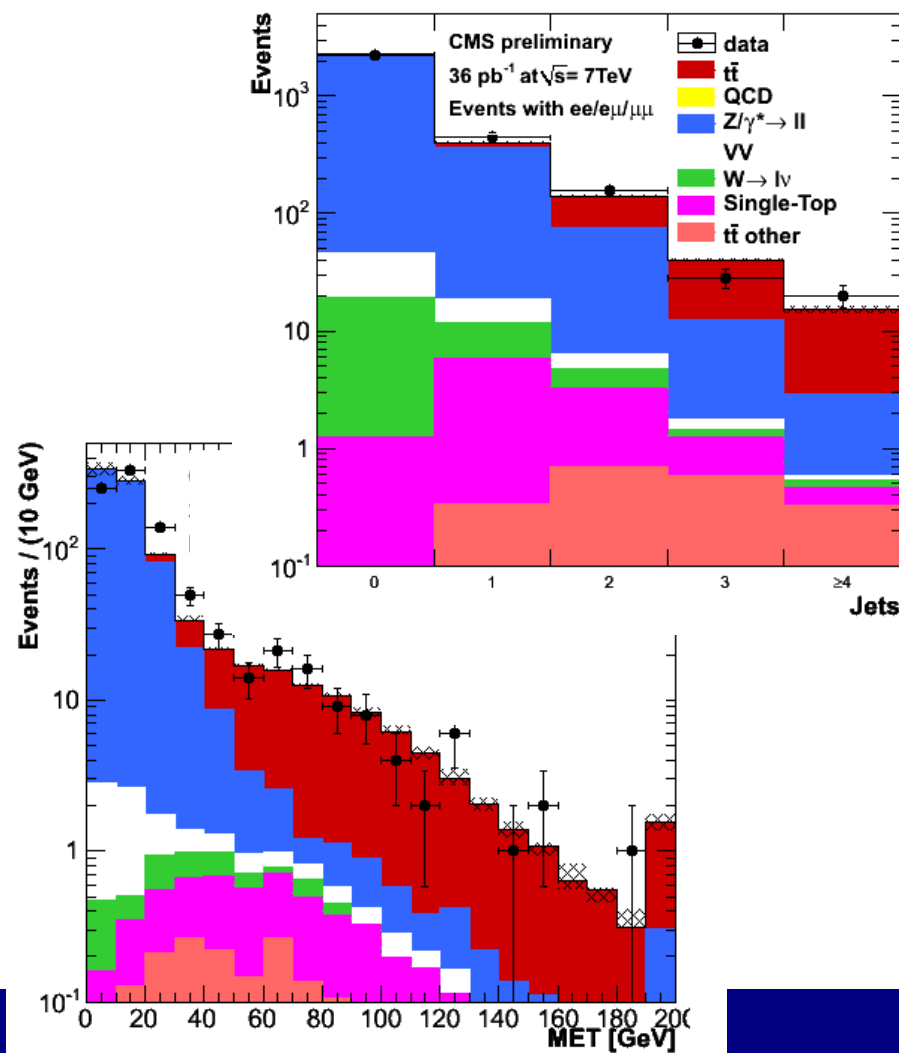 Events
CMS preliminary
36 pb⁻¹ at √s= 7TeV
Events with ee/eμ/μμ
data
tt̄
QCD
Z/γ*→ ll
VV
W→ lν
Single-Top
tt̄ other
10³
10²
10
1
10⁻¹
0 1 2 3 ≥4
Jets
Events / (10 GeV)
10²
10
1
10⁻¹
0 20 40 60 80 100 120 140 160 180 200
MET [GeV]